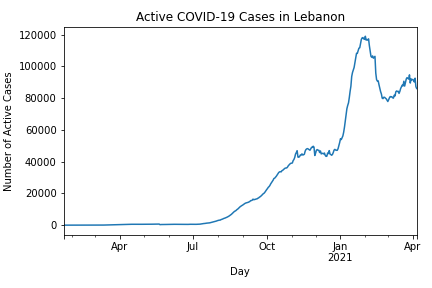 Active COVID-19 Cases in Lebanon
120000
100000
80000
60000
40000
20000
0
Number of Active Cases
Apr
Jul
Oct
Jan
2021
Apr
Day